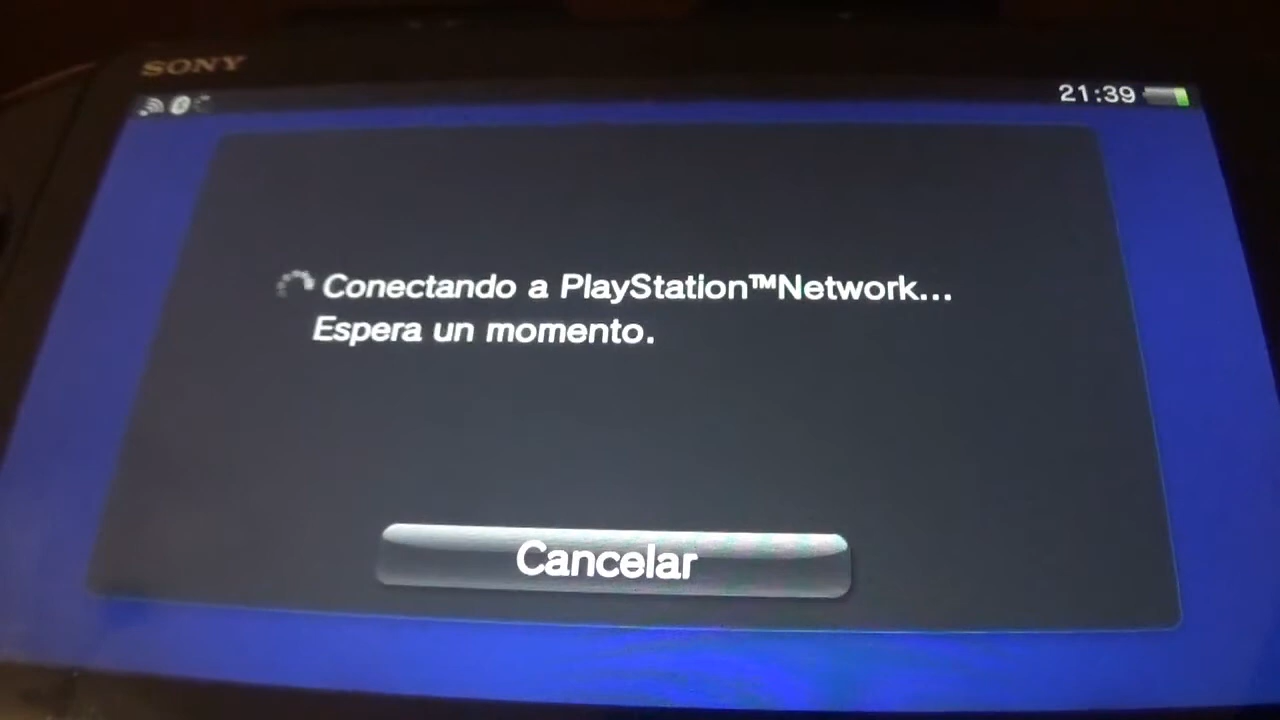 SONY
21:39
Conectando a PlayStation™Network...
Espera un momento.
Cancelar